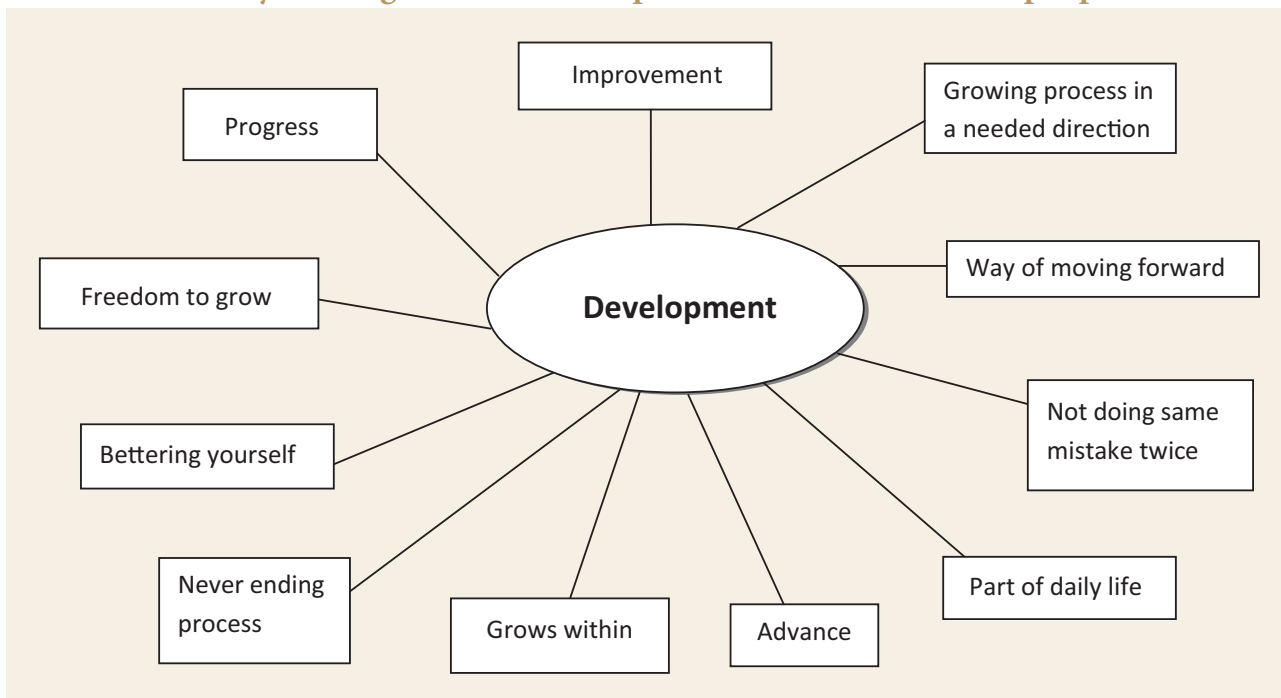 Improvement
Growing process in
a needed direction
Progress
Way of moving forward
Freedom to grow
Development
Not doing same
mistake twice
Bettering yourself
Never ending
process
Part of daily life
Grows within
Advance